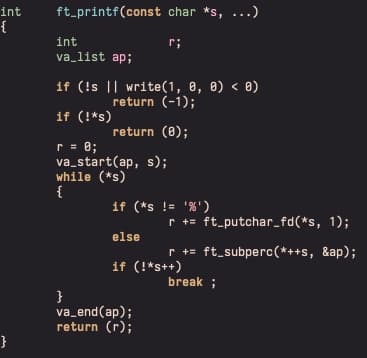 int	ft_printf(const char *s, ...)
{
	int		r;
	va_list	ap;

	if (!s || write(1, 0, 0) < 0)
		return (-1);
	if (!*s)
		return (0);
	r = 0;
	va_start(ap, s);
	while (*s)
	{
		if (*s != '%')
			r += ft_putchar_fd(*s, 1);
		else
			r += ft_subperc(*++s, &ap);
		if (!*s++)
			break ;
	}
	va_end(ap);
	return (r);
}